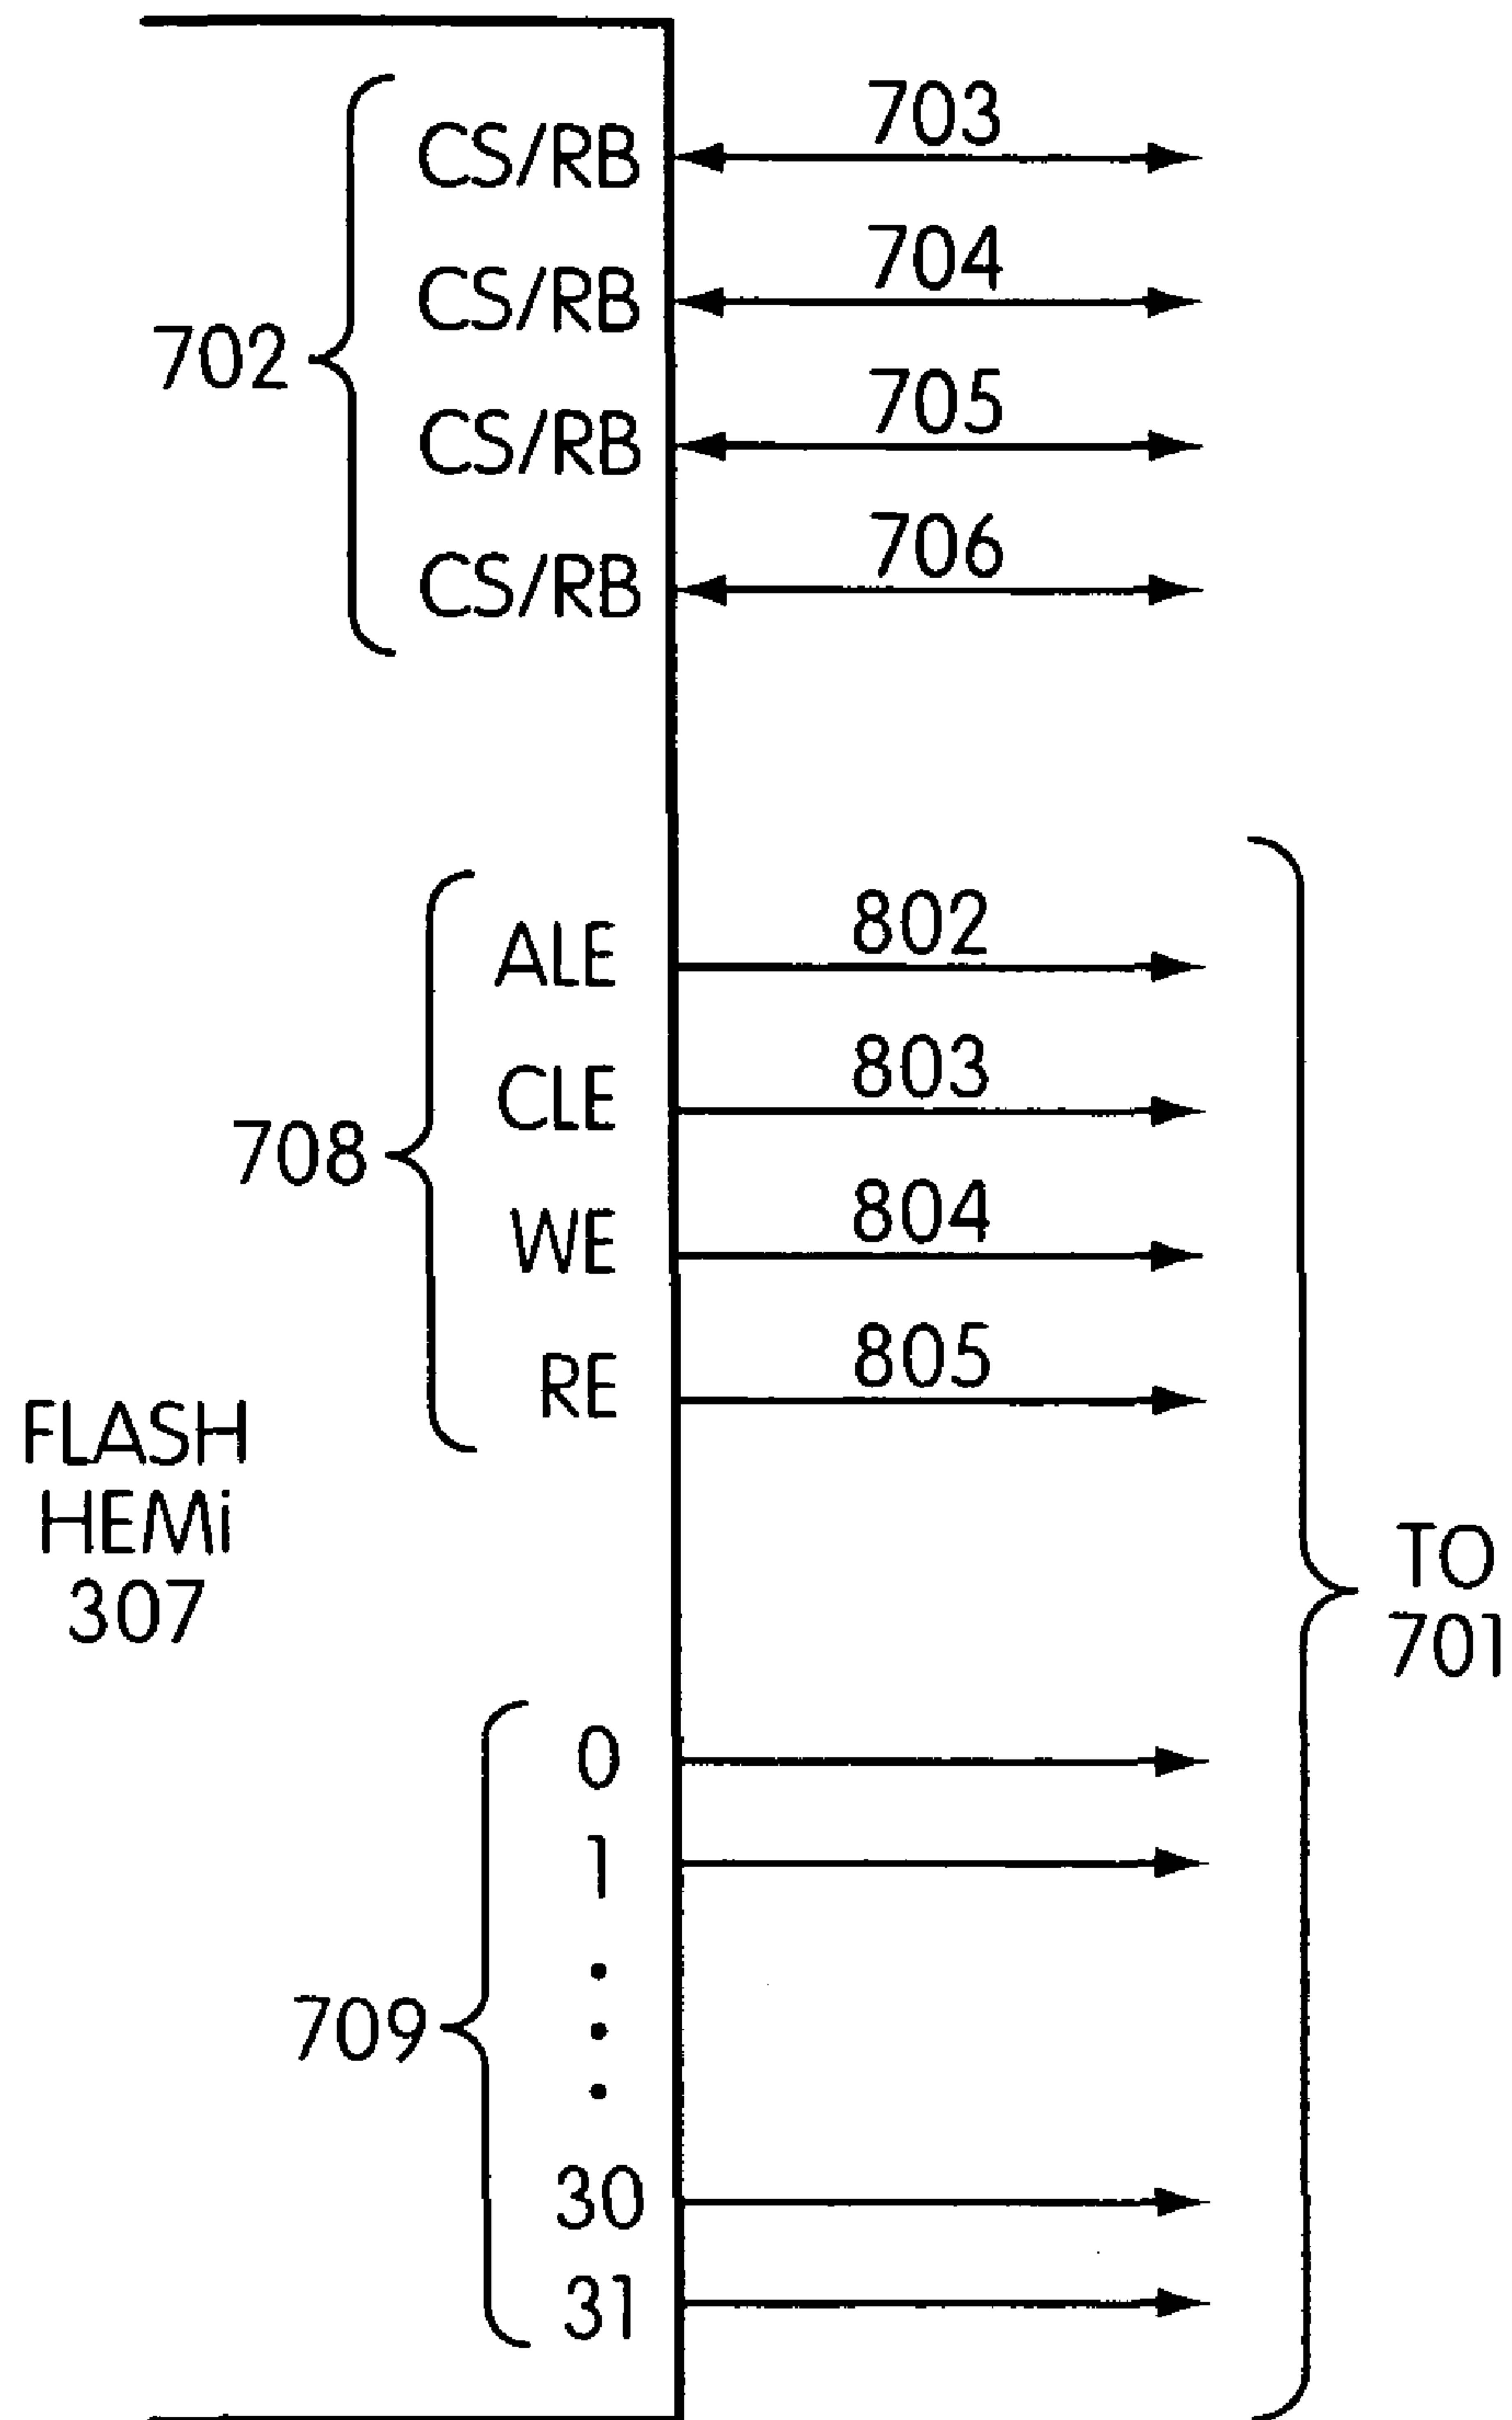 703
CS/RB
704
CS/RB
702
705
CS/RB
706
CS/RB
802
ALE
803
CLE
708
804
WE
805
RE
FLASH
HEMi
307
TO
701
0
1
709
30
31